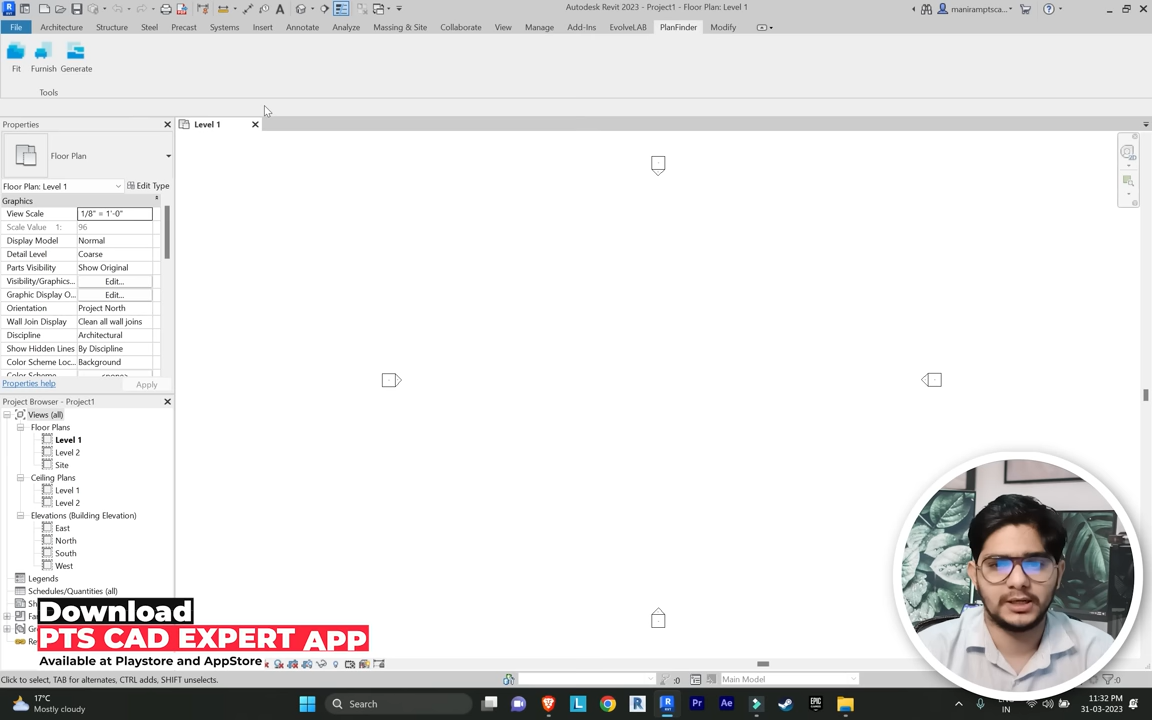 Autodesk Revit 2023 - Project1 - Floor Plan: Level 1
maniramptsca...
File Architecture Structure Steel Precast Systems Insert Annotate Analyze Massing & Site Collaborate View Manage Add-Ins EvolveLAB PlanFinder Modify
Fit Furnish Generate
Tools
Properties
Level 1
Floor Plan
Floor Plan: Level 1
Edit Type
Graphics
View Scale 1/8" = 1'-0"
Scale Value 1: 96
Display Model Normal
Detail Level Coarse
Parts Visibility Show Original
Visibility/Graphics... Edit...
Graphic Display O... Edit...
Orientation Project North
Wall Join Display Clean all wall joins
Discipline Architectural
Show Hidden Lines By Discipline
Color Scheme Loc... Background
Color Scheme <none>
Properties help
Apply
Project Browser - Project1
Views (all)
Floor Plans
Level 1
Level 2
Site
Ceiling Plans
Level 1
Level 2
Elevations (Building Elevation)
East
North
South
West
Legends
Schedules/Quantities (all)
Download
PTS CAD EXPERT APP
Available at Playstore and AppStore
Click to select, TAB for alternates, CTRL adds, SHIFT unselects.
:0
Main Model
:0
17°C
Mostly cloudy
Search
ENG
IN
11:32 PM
31-03-2023